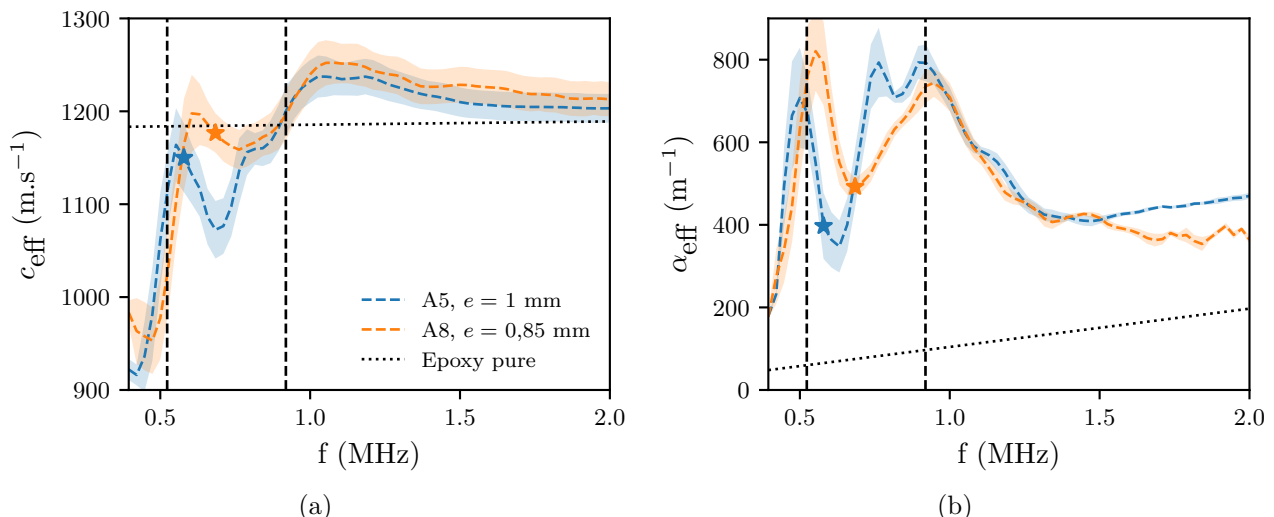 1300
1200
1100
1000
900
c_eff (m.s⁻¹)
A5, e = 1 mm
A8, e = 0,85 mm
Epoxy pure
0.5 1.0 1.5 2.0
f (MHz)
(a)
800
600
400
200
0
α_eff (m⁻¹)
0.5 1.0 1.5 2.0
f (MHz)
(b)